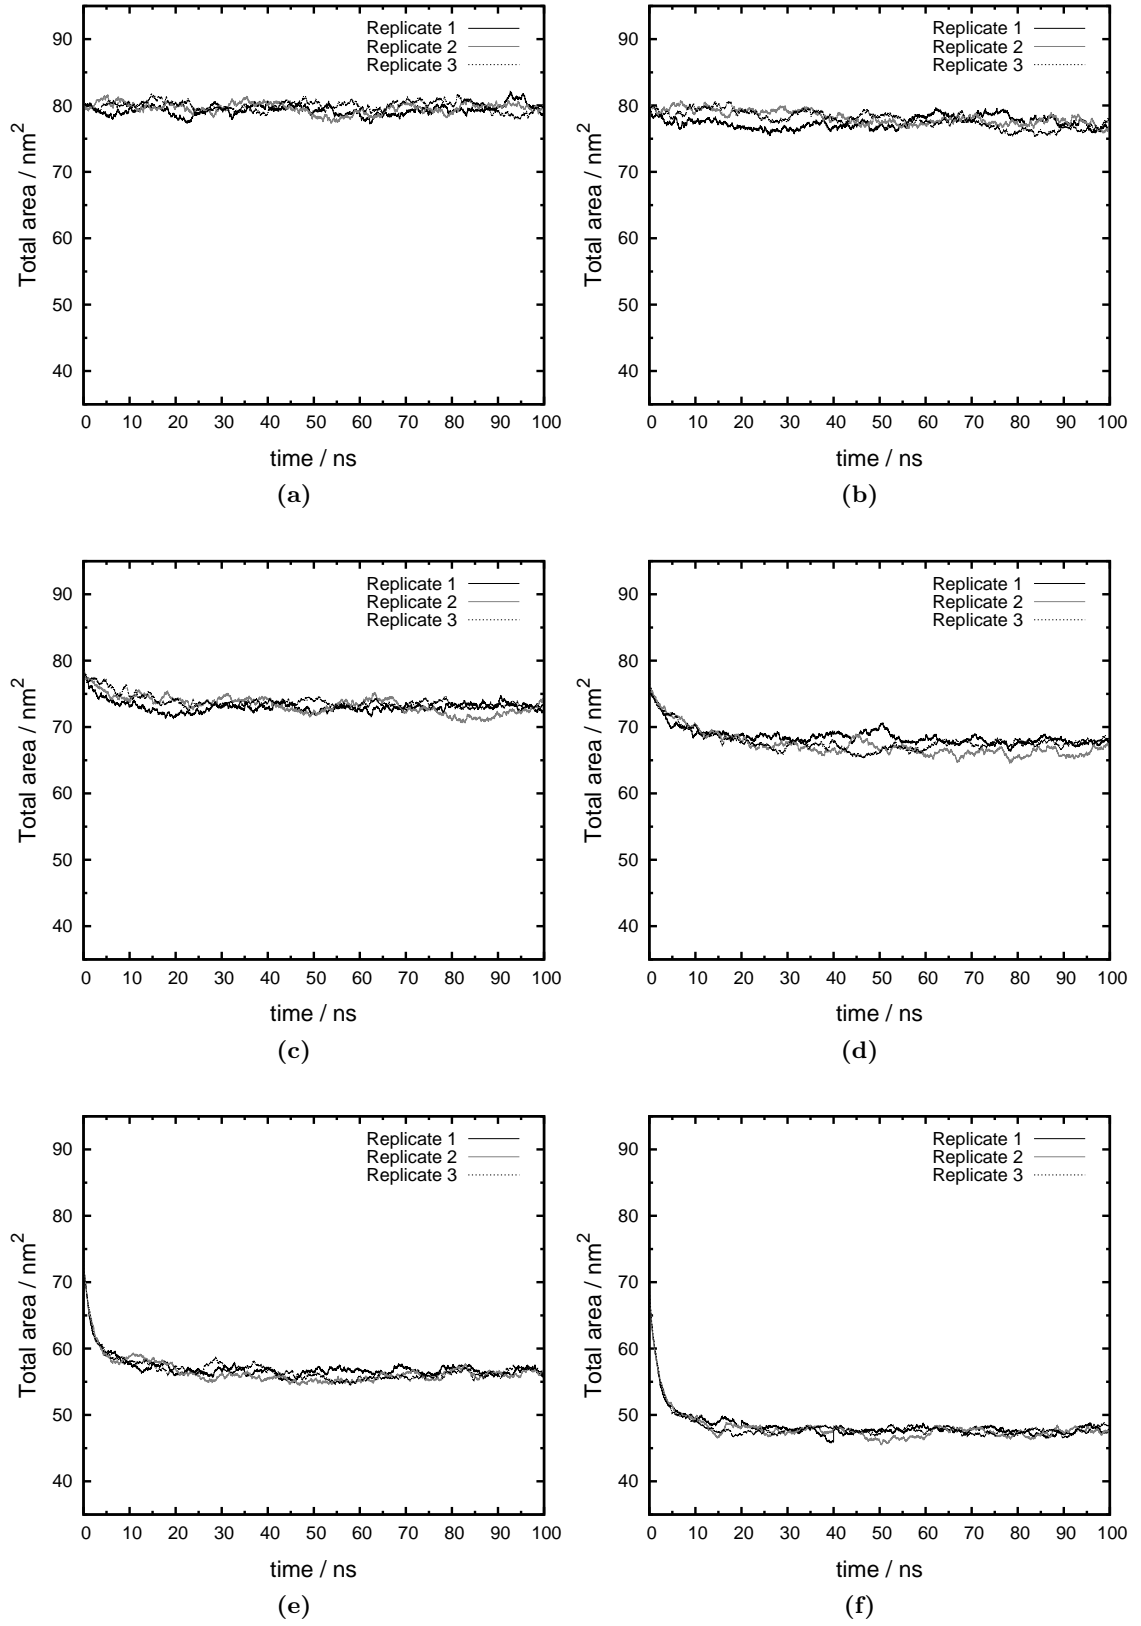 Replicate 1
Replicate 2
Replicate 3
Total area / nm²
90
80
70
60
50
40
0 10 20 30 40 50 60 70 80 90 100
time / ns
(a)
Replicate 1
Replicate 2
Replicate 3
Total area / nm²
90
80
70
60
50
40
0 10 20 30 40 50 60 70 80 90 100
time / ns
(b)
Replicate 1
Replicate 2
Replicate 3
Total area / nm²
90
80
70
60
50
40
0 10 20 30 40 50 60 70 80 90 100
time / ns
(c)
Replicate 1
Replicate 2
Replicate 3
Total area / nm²
90
80
70
60
50
40
0 10 20 30 40 50 60 70 80 90 100
time / ns
(d)
Replicate 1
Replicate 2
Replicate 3
Total area / nm²
90
80
70
60
50
40
0 10 20 30 40 50 60 70 80 90 100
time / ns
(e)
Replicate 1
Replicate 2
Replicate 3
Total area / nm²
90
80
70
60
50
40
0 10 20 30 40 50 60 70 80 90 100
time / ns
(f)